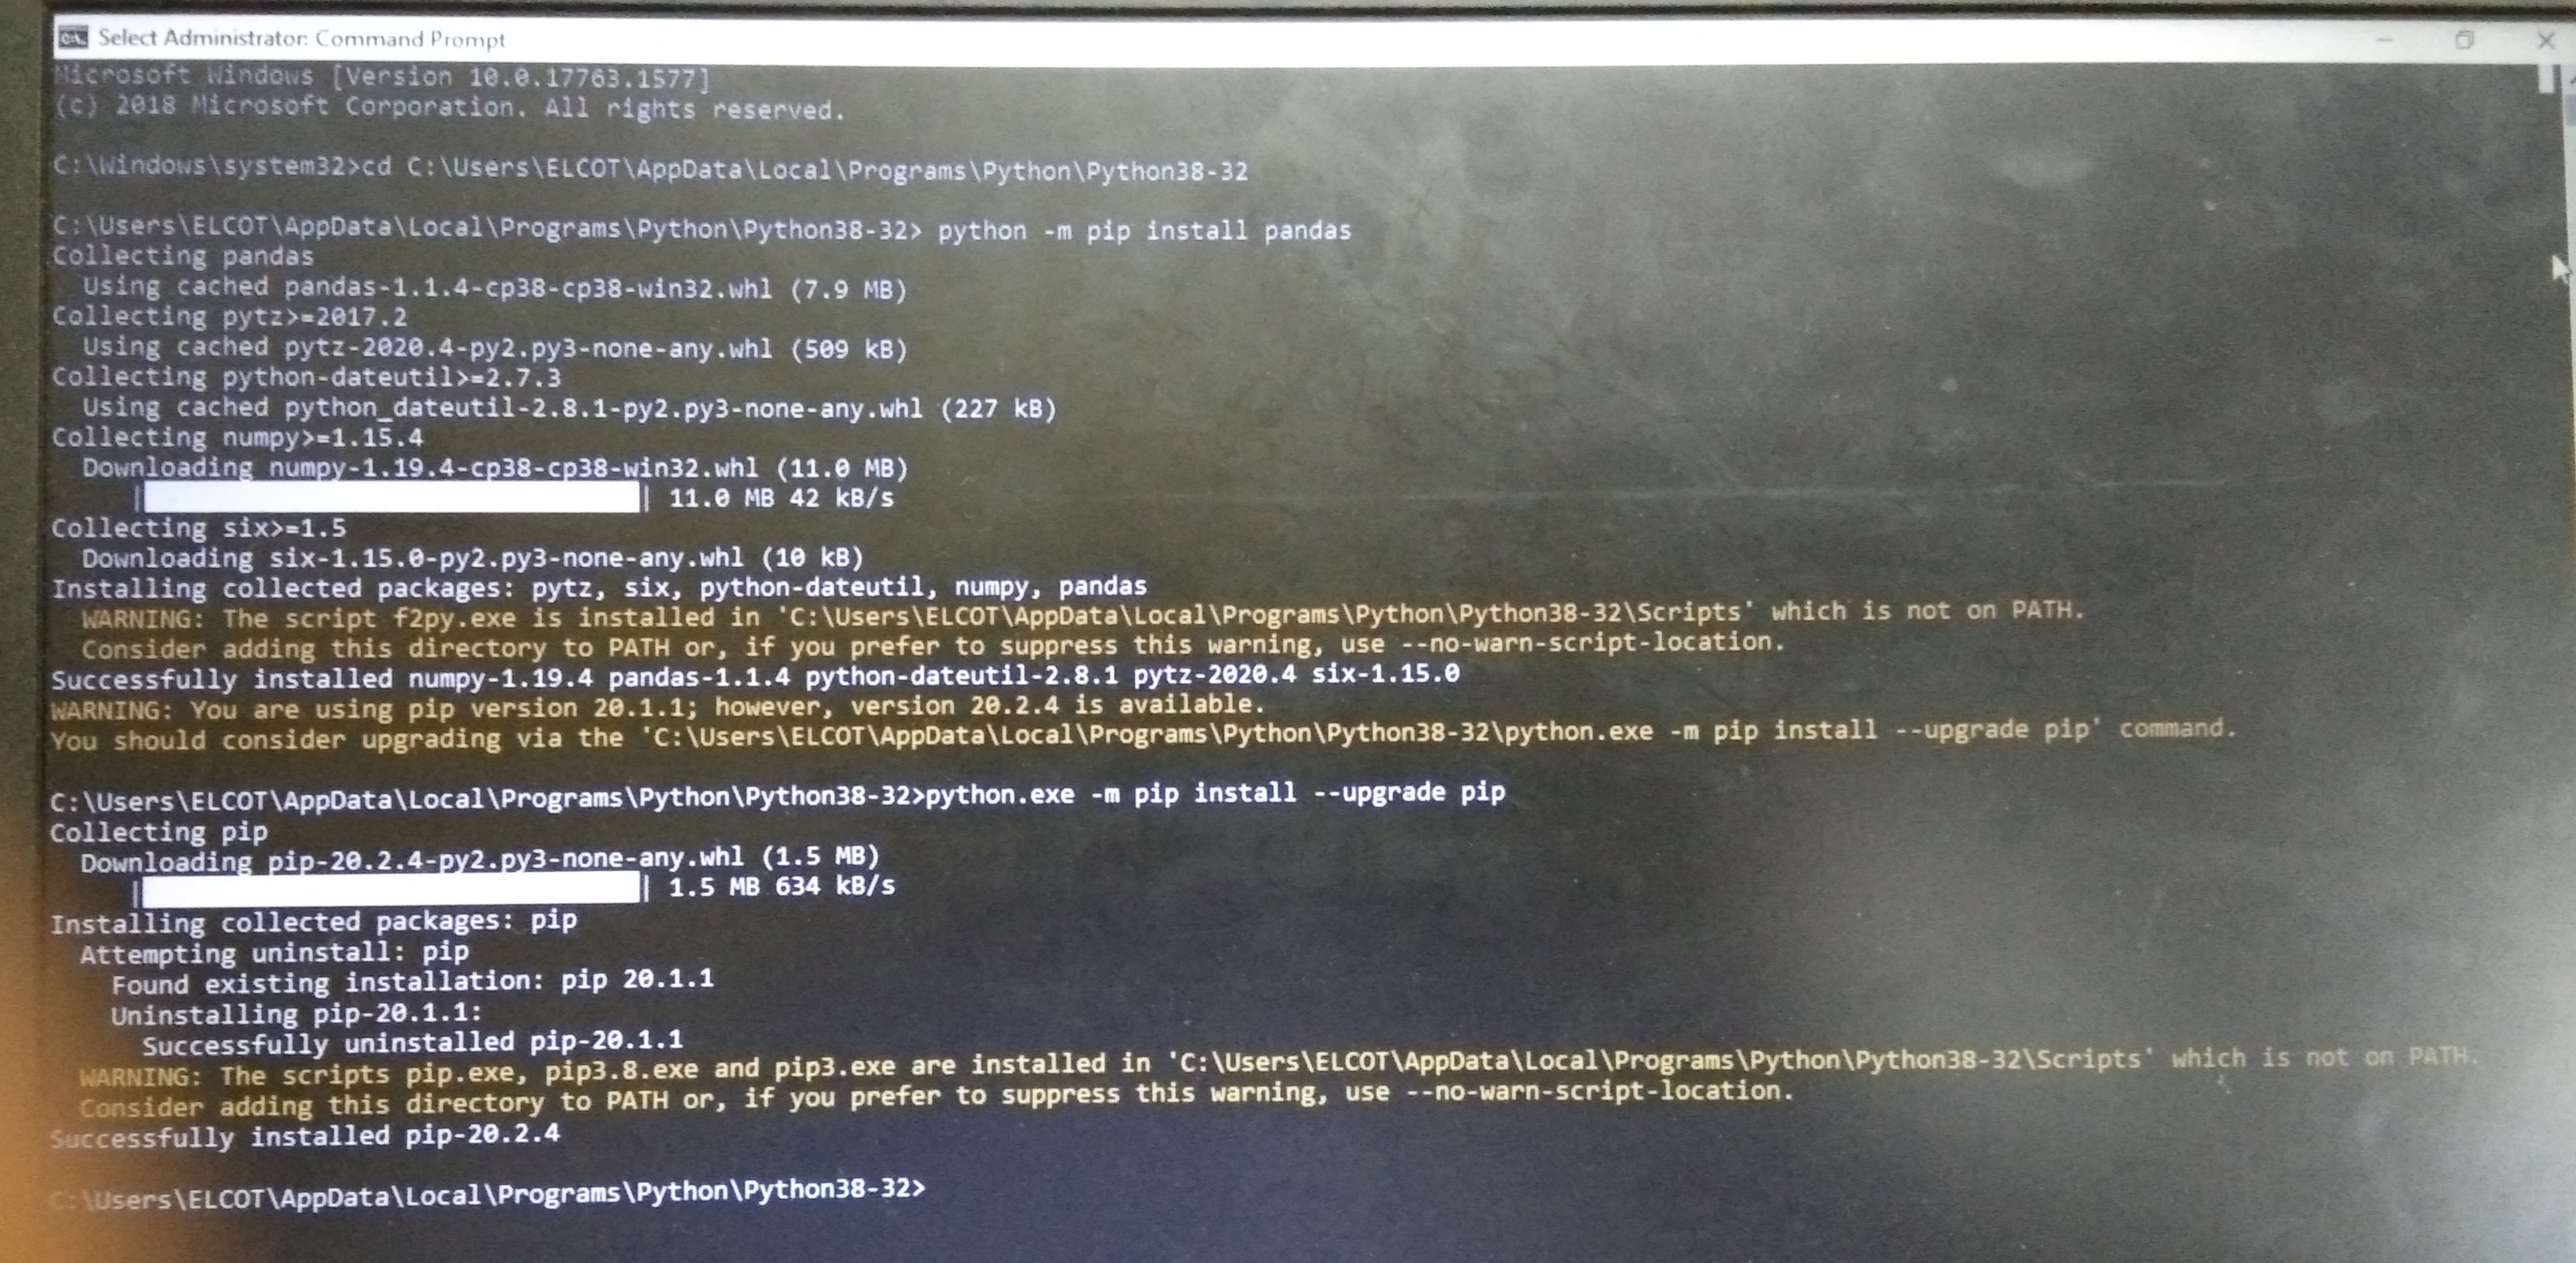 Select Administrator: Command Prompt
Microsoft Windows [Version 10.0.17763.1577]
(c) 2018 Microsoft Corporation. All rights reserved.
C:\Windows\system32>cd C:\Users\ELCOT\AppData\Local\Programs\Python\Python38-32
C:\Users\ELCOT\AppData\Local\Programs\Python\Python38-32> python -m pip install pandas
Collecting pandas
Using cached pandas-1.1.4-cp38-cp38-win32.whl (7.9 MB)
Collecting pytz>=2017.2
Using cached pytz-2020.4-py2.py3-none-any.whl (509 kB)
Collecting python-dateutil>=2.7.3
Using cached python_dateutil-2.8.1-py2.py3-none-any.whl (227 kB)
Collecting numpy>=1.15.4
Downloading numpy-1.19.4-cp38-cp38-win32.whl (11.0 MB)
| | 11.0 MB 42 kB/s
Collecting six>=1.5
Downloading six-1.15.0-py2.py3-none-any.whl (10 kB)
Installing collected packages: pytz, six, python-dateutil, numpy, pandas
WARNING: The script f2py.exe is installed in 'C:\Users\ELCOT\AppData\Local\Programs\Python\Python38-32\Scripts' which is not on PATH.
Consider adding this directory to PATH or, if you prefer to suppress this warning, use --no-warn-script-location.
Successfully installed numpy-1.19.4 pandas-1.1.4 python-dateutil-2.8.1 pytz-2020.4 six-1.15.0
WARNING: You are using pip version 20.1.1; however, version 20.2.4 is available.
You should consider upgrading via the 'C:\Users\ELCOT\AppData\Local\Programs\Python\Python38-32\python.exe -m pip install --upgrade pip' command.
C:\Users\ELCOT\AppData\Local\Programs\Python\Python38-32>python.exe -m pip install --upgrade pip
Collecting pip
Downloading pip-20.2.4-py2.py3-none-any.whl (1.5 MB)
| | 1.5 MB 634 kB/s
Installing collected packages: pip
Attempting uninstall: pip
Found existing installation: pip 20.1.1
Uninstalling pip-20.1.1:
Successfully uninstalled pip-20.1.1
WARNING: The scripts pip.exe, pip3.8.exe and pip3.exe are installed in 'C:\Users\ELCOT\AppData\Local\Programs\Python\Python38-32\Scripts' which is not on PATH.
Consider adding this directory to PATH or, if you prefer to suppress this warning, use --no-warn-script-location.
Successfully installed pip-20.2.4
C:\Users\ELCOT\AppData\Local\Programs\Python\Python38-32>